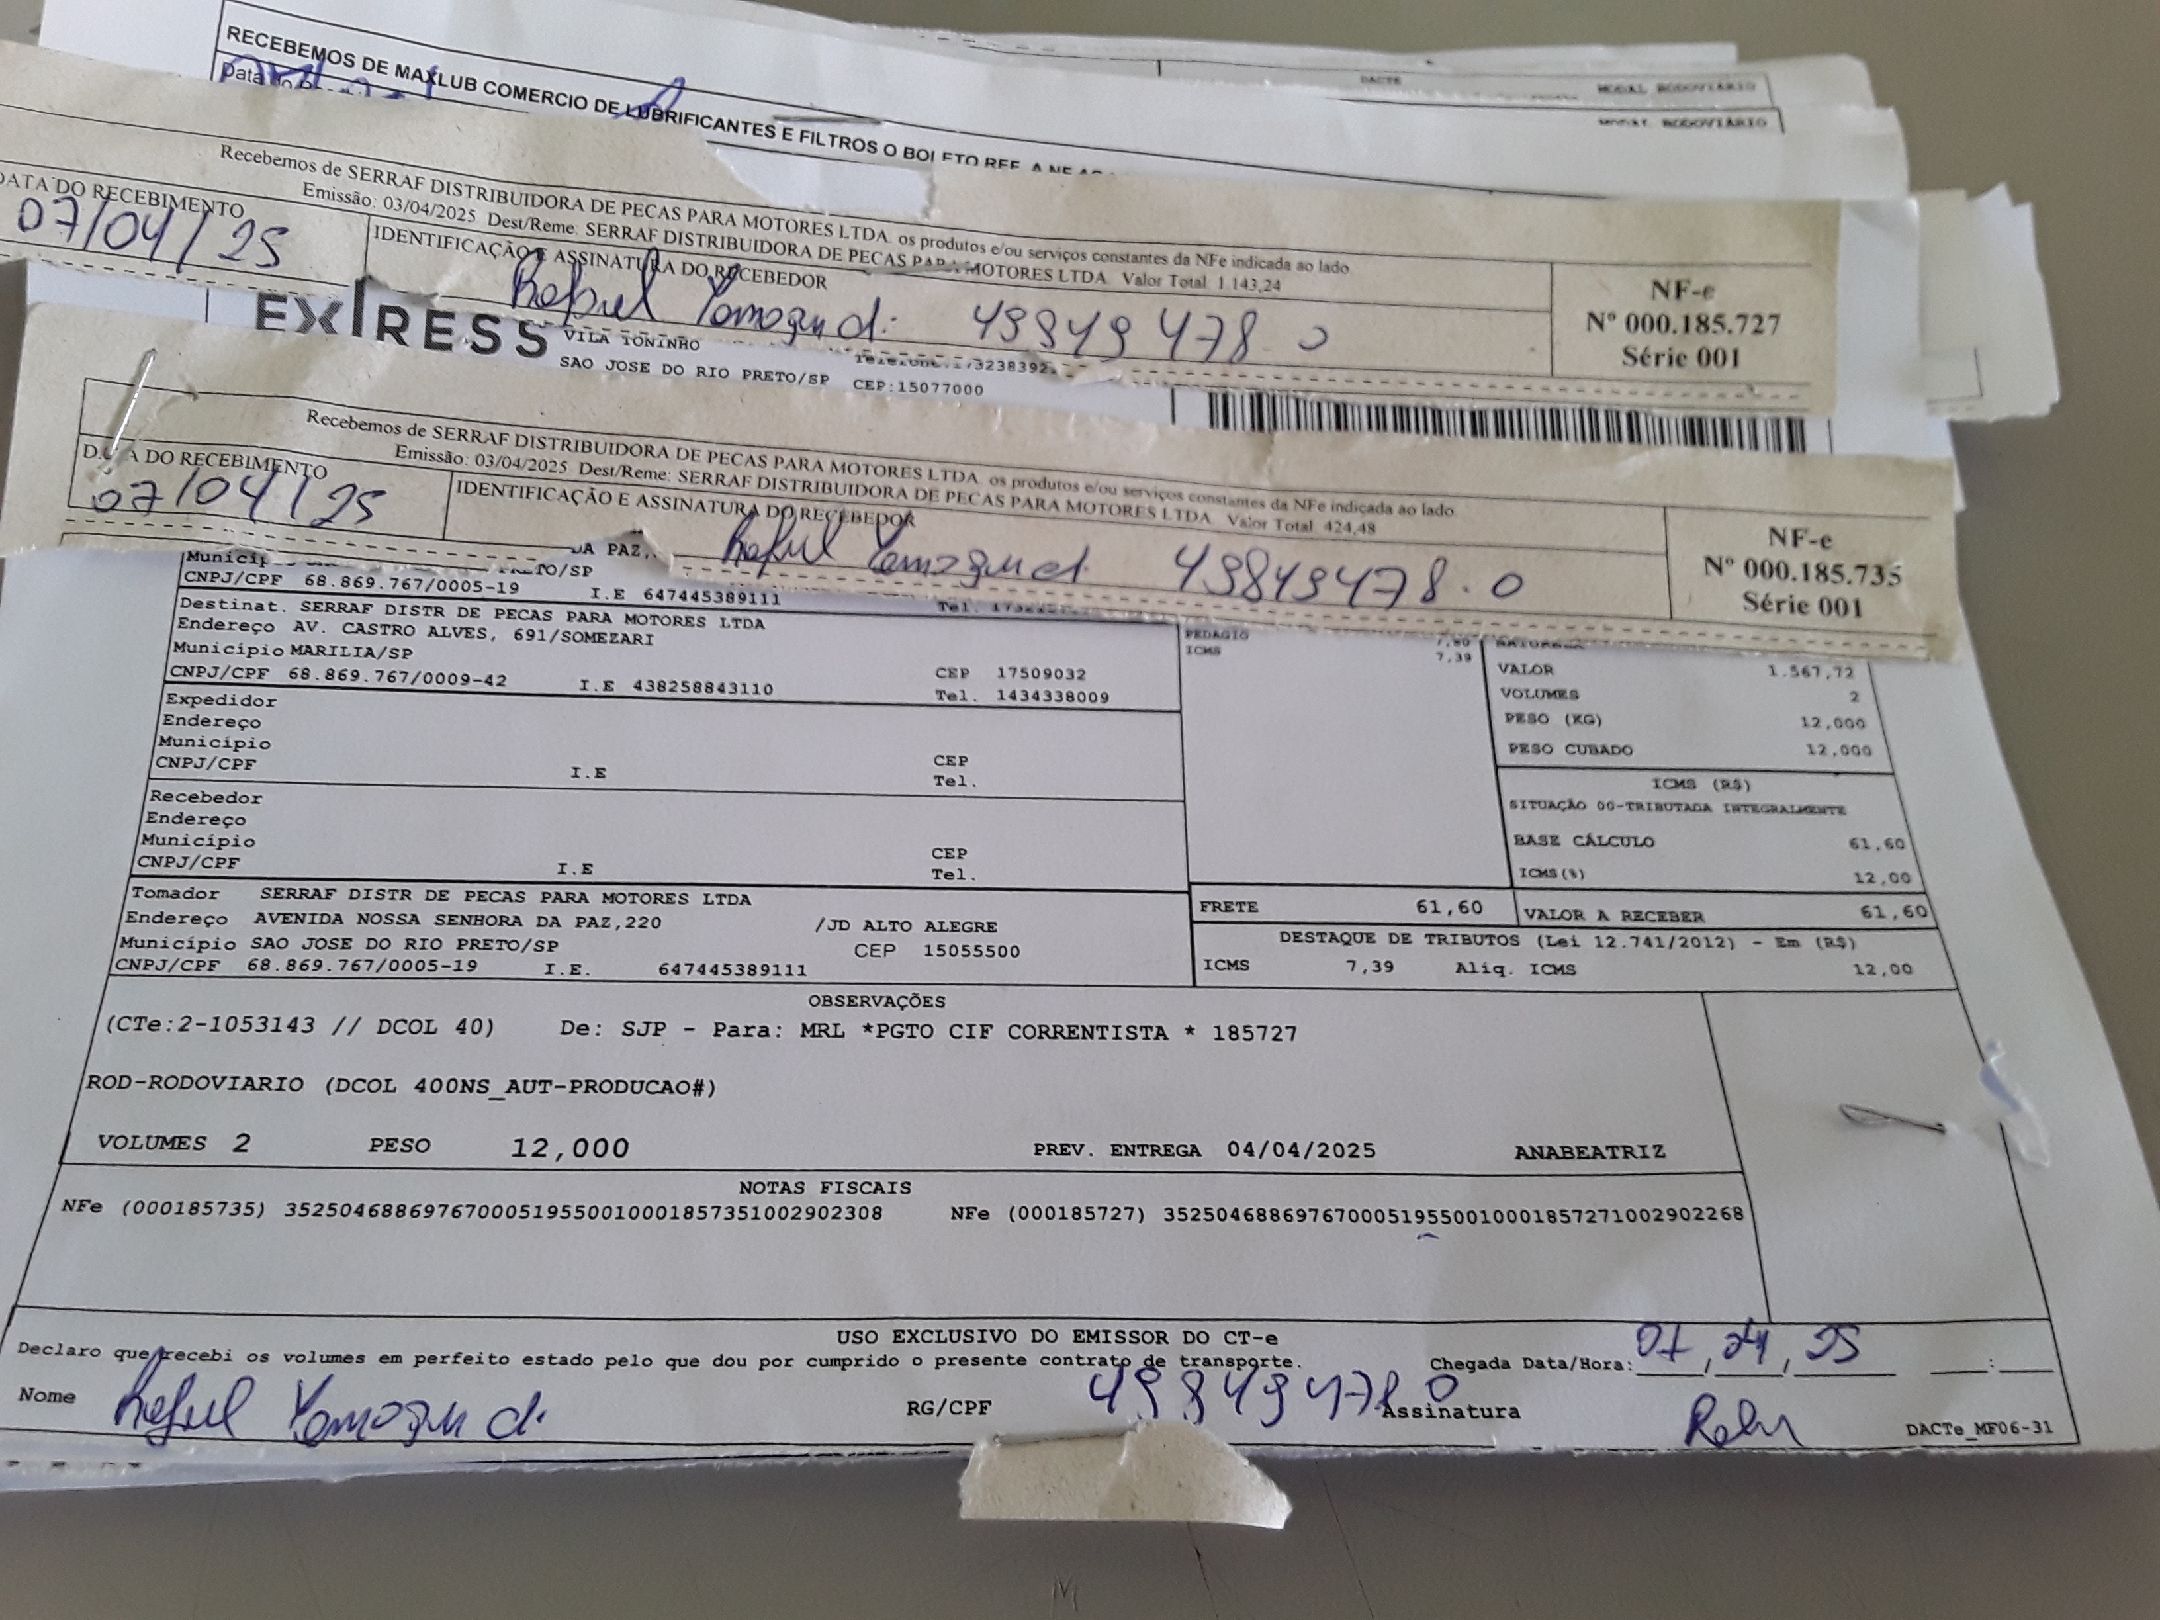 RECEBEMOS DE MAXLUB COMERCIO DE LUBRIFICANTES E FILTROS O BOLETO REF. A NF
DACTE
MODAL RODOVIÁRIO
RODOVIÁRIO
Recebemos de SERRAF DISTRIBUIDORA DE PECAS PARA MOTORES LTDA. os produtos e/ou serviços constantes da NFe indicada ao lado
Emissão: 03/04/2025 Dest/Reme: SERRAF DISTRIBUIDORA DE PECAS PARA MOTORES LTDA Valor Total 1.143,24
DATA DO RECEBIMENTO
07/04/25
IDENTIFICAÇÃO E ASSINATURA DO RECEBEDOR
49849478 0
NF-e
Nº 000.185.727
Série 001
VILA TONINHO
SAO JOSE DO RIO PRETO/SP CEP:15077000
Recebemos de SERRAF DISTRIBUIDORA DE PECAS PARA MOTORES LTDA. os produtos e/ou serviços constantes da NFe indicada ao lado
Emissão: 03/04/2025 Dest/Reme: SERRAF DISTRIBUIDORA DE PECAS PARA MOTORES LTDA Valor Total 424,48
DATA DO RECEBIMENTO
07/04/25
IDENTIFICAÇÃO E ASSINATURA DO RECEBEDOR
49849478.0
NF-e
Nº 000.185.735
Série 001
DA PAZ,
PRETO/SP
CNPJ/CPF 68.869.767/0005-19 I.E 647445389111
Destinat. SERRAF DISTR DE PECAS PARA MOTORES LTDA
Endereço AV. CASTRO ALVES, 691/SOMEZARI
Município MARILIA/SP CEP 17509032
CNPJ/CPF 68.869.767/0009-42 I.E 438258843110 Tel. 1434338009
PEDAGIO 7,80
ICMS 7,39
VALOR 1.567,72
VOLUMES 2
PESO (KG) 12,000
PESO CUBADO 12,000
Expedidor
Endereço
Município CEP
CNPJ/CPF I.E Tel.
ICMS (R$)
SITUAÇÃO 00-TRIBUTADA INTEGRALMENTE
BASE CÁLCULO 61,60
ICMS(%) 12,00
Recebedor
Endereço
Município CEP
CNPJ/CPF I.E Tel.
FRETE 61,60 VALOR A RECEBER 61,60
Tomador SERRAF DISTR DE PECAS PARA MOTORES LTDA
Endereço AVENIDA NOSSA SENHORA DA PAZ,220 /JD ALTO ALEGRE
Município SAO JOSE DO RIO PRETO/SP CEP 15055500
CNPJ/CPF 68.869.767/0005-19 I.E. 647445389111
DESTAQUE DE TRIBUTOS (Lei 12.741/2012) - Em (R$)
ICMS 7,39 Aliq. ICMS 12,00
OBSERVAÇÕES
(CTe:2-1053143 // DCOL 40) De: SJP - Para: MRL *PGTO CIF CORRENTISTA * 185727
ROD-RODOVIARIO (DCOL 400NS_AUT-PRODUCAO#)
VOLUMES 2 PESO 12,000 PREV. ENTREGA 04/04/2025 ANABEATRIZ
NOTAS FISCAIS
NFe (000185735) 35250468869767000519550010001857351002902308 NFe (000185727) 35250468869767000519550010001857271002902268
USO EXCLUSIVO DO EMISSOR DO CT-e
Declaro que recebi os volumes em perfeito estado pelo que dou por cumprido o presente contrato de transporte. Chegada Data/Hora: 07, 04, 25 :
Nome RG/CPF 49849478 0 Assinatura
DACTe_MF06-31